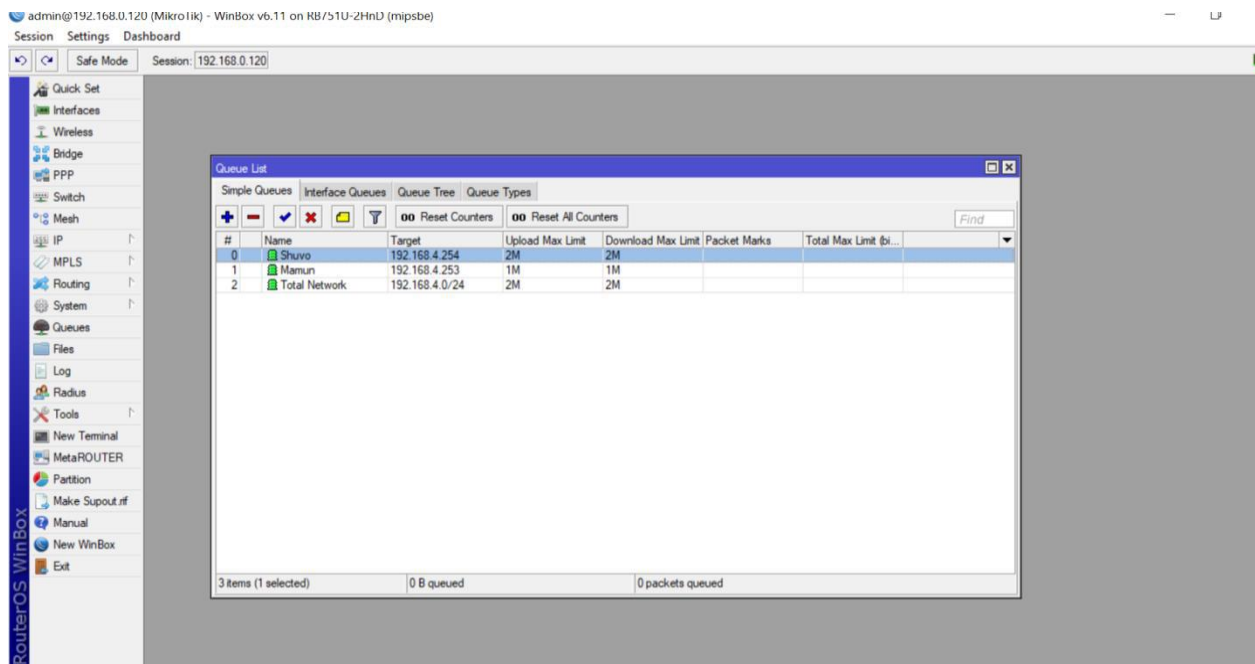 admin@192.168.0.120 (MikroTik) - WinBox v6.11 on RB751U-2HnD (mipsbe)
Session Settings Dashboard
Safe Mode Session: 192.168.0.120
Quick Set
Interfaces
Wireless
Bridge
PPP
Switch
Mesh
IP
MPLS
Routing
System
Queues
Files
Log
Radius
Tools
New Terminal
MetaROUTER
Partition
Make Supout.rif
Manual
New WinBox
Exit
RouterOS WinBox
Queue List
Simple Queues Interface Queues Queue Tree Queue Types
00 Reset Counters 00 Reset All Counters Find
# Name Target Upload Max Limit Download Max Limit Packet Marks Total Max Limit (bi...
0 Shuvo 192.168.4.254 2M 2M
1 Mamun 192.168.4.253 1M 1M
2 Total Network 192.168.4.0/24 2M 2M
3 items (1 selected) 0 B queued 0 packets queued